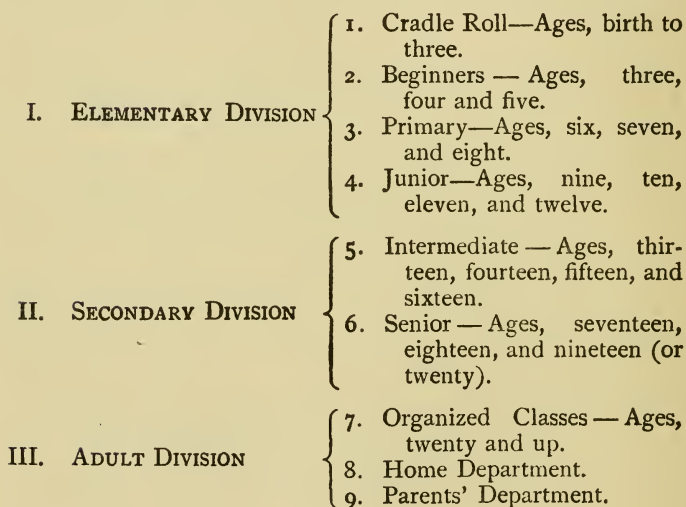 1. Cradle Roll—Ages, birth to
three.
2. Beginners — Ages, three,
four and five.
I. ELEMENTARY DIVISION
3. Primary—Ages, six, seven,
and eight.
4. Junior—Ages, nine, ten,
eleven, and twelve.
5. Intermediate — Ages, thir-
teen, fourteen, fifteen, and
sixteen.
II. SECONDARY DIVISION
6. Senior — Ages, seventeen,
eighteen, and nineteen (or
twenty).
7. Organized Classes — Ages,
twenty and up.
III. ADULT DIVISION
8. Home Department.
9. Parents' Department.